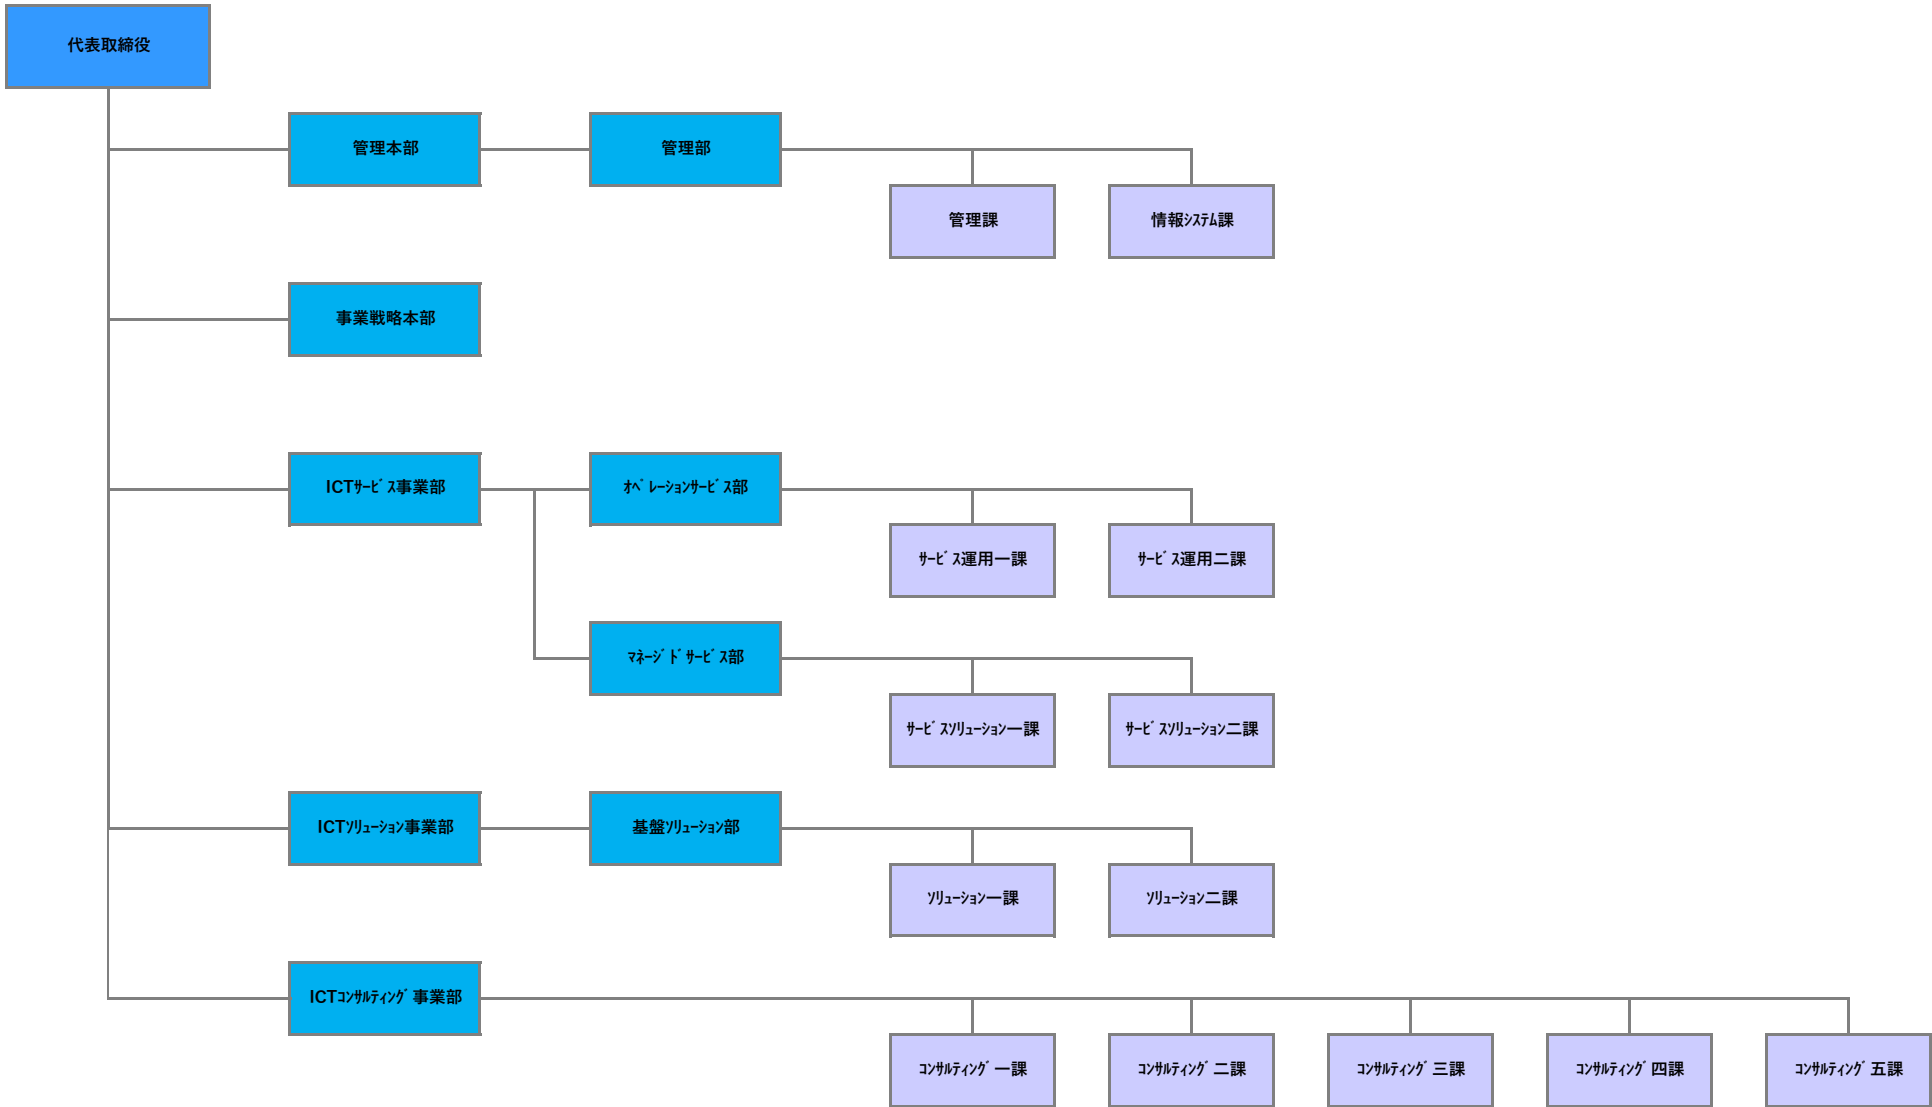 代表取締役
管理本部
管理部
管理課
情報ｼｽﾃﾑ課
事業戦略本部
ICTｻｰﾋﾞｽ事業部
ｵﾍﾟﾚｰｼｮﾝｻｰﾋﾞｽ部
ｻｰﾋﾞｽ運用一課
ｻｰﾋﾞｽ運用二課
ﾏﾈｰｼﾞﾄﾞｻｰﾋﾞｽ部
ｻｰﾋﾞｽｿﾘｭｰｼｮﾝ一課
ｻｰﾋﾞｽｿﾘｭｰｼｮﾝ二課
ICTｿﾘｭｰｼｮﾝ事業部
基盤ｿﾘｭｰｼｮﾝ部
ｿﾘｭｰｼｮﾝ一課
ｿﾘｭｰｼｮﾝ二課
ICTｺﾝｻﾙﾃｨﾝｸﾞ事業部
ｺﾝｻﾙﾃｨﾝｸﾞ一課
ｺﾝｻﾙﾃｨﾝｸﾞ二課
ｺﾝｻﾙﾃｨﾝｸﾞ三課
ｺﾝｻﾙﾃｨﾝｸﾞ四課
ｺﾝｻﾙﾃｨﾝｸﾞ五課